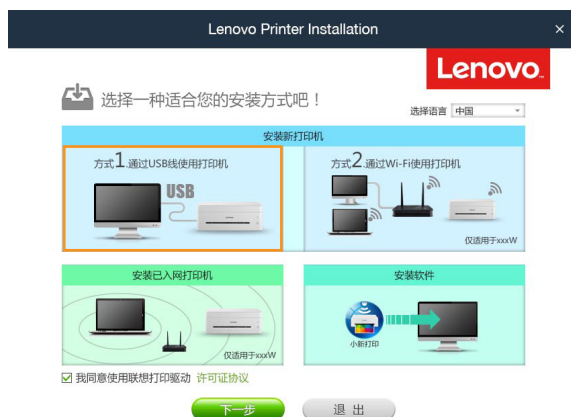 Lenovo Printer Installation
Lenovo
选择一种适合您的安装方式吧！
选择语言 中国
安装新打印机
方式1.通过USB线使用打印机
USB
方式2.通过Wi-Fi使用打印机
仅适用于xxxW
安装已入网打印机
仅适用于xxxW
安装软件
小新打印
我同意使用联想打印驱动 许可证协议
下一步
退 出